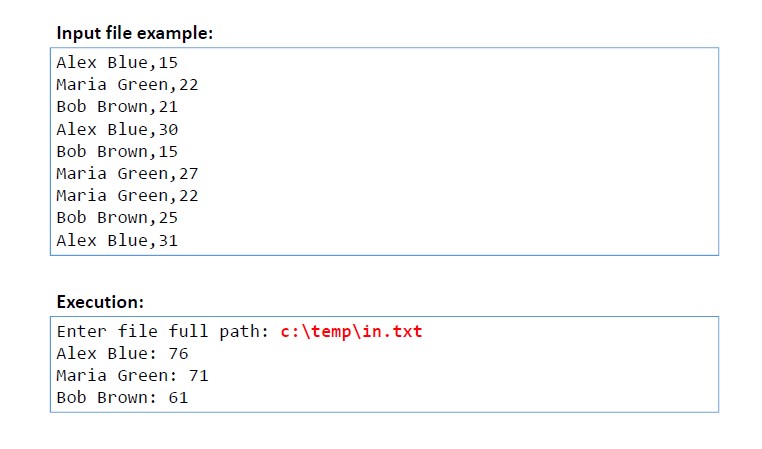 Input file example:
Alex Blue,15
Maria Green,22
Bob Brown,21
Alex Blue,30
Bob Brown,15
Maria Green,27
Maria Green,22
Bob Brown,25
Alex Blue,31
Execution:
Enter file full path: c:\temp\in.txt
Alex Blue: 76
Maria Green: 71
Bob Brown: 61